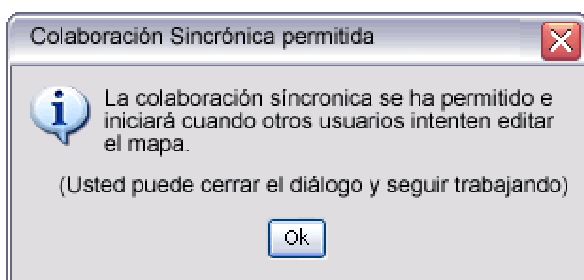 Colaboración Sincrónica permitida
La colaboración síncronica se ha permitido e
iniciará cuando otros usuarios intenten editar
el mapa.
(Usted puede cerrar el diálogo y seguir trabajando)
Ok